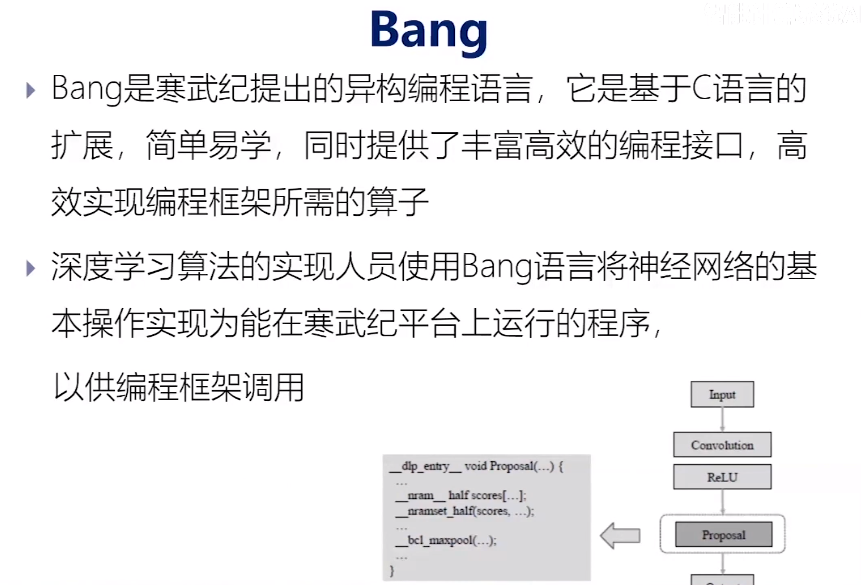 Bang
Bang是寒武纪提出的异构编程语言，它是基于C语言的
扩展，简单易学，同时提供了丰富高效的编程接口，高
效实现编程框架所需的算子
深度学习算法的实现人员使用Bang语言将神经网络的基
本操作实现为能在寒武纪平台上运行的程序，
以供编程框架调用
Input
Convolution
ReLU
Proposal
__dlp_entry__ void Proposal(…) {
…
__nram__ half scores[…];
__nramset_half(scores, …);
…
__bcl_maxpool(…);
…
}